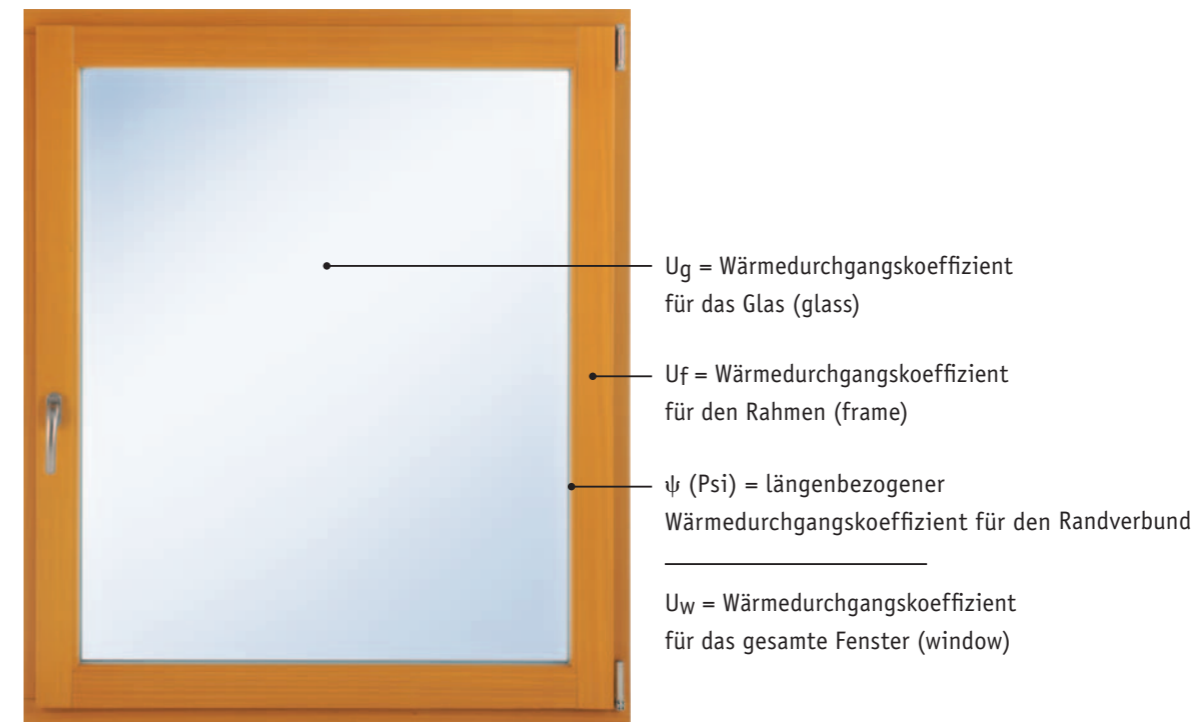 Ug = Wärmedurchgangskoeffizient
für das Glas (glass)
Uf = Wärmedurchgangskoeffizient
für den Rahmen (frame)
ψ (Psi) = längenbezogener
Wärmedurchgangskoeffizient für den Randverbund
Uw = Wärmedurchgangskoeffizient
für das gesamte Fenster (window)